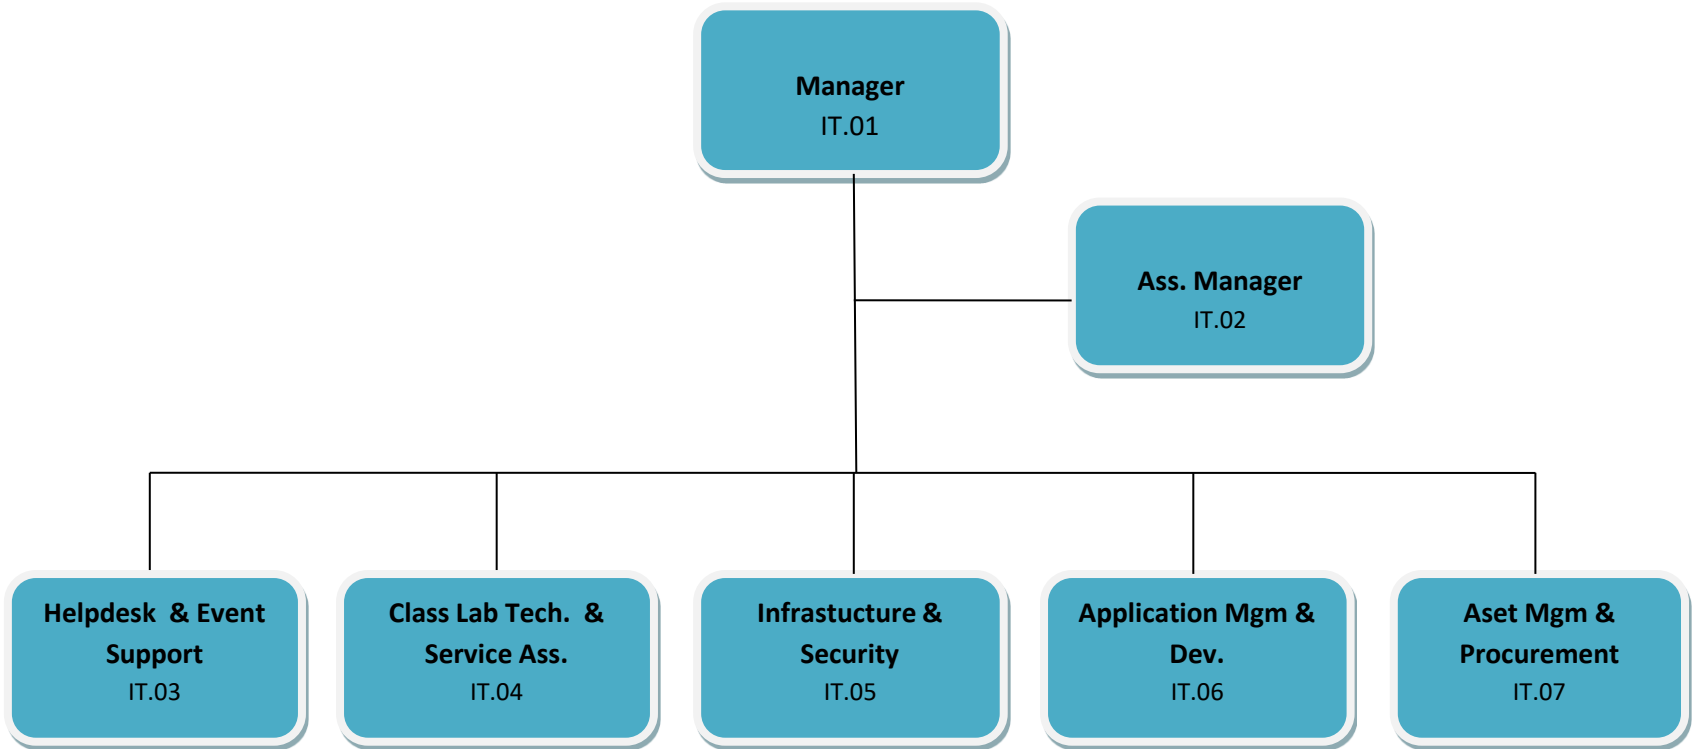 Manager
IT.01
Ass. Manager
IT.02
Helpdesk & Event
Support
IT.03
Class Lab Tech. &
Service Ass.
IT.04
Infrastucture &
Security
IT.05
Application Mgm &
Dev.
IT.06
Aset Mgm &
Procurement
IT.07